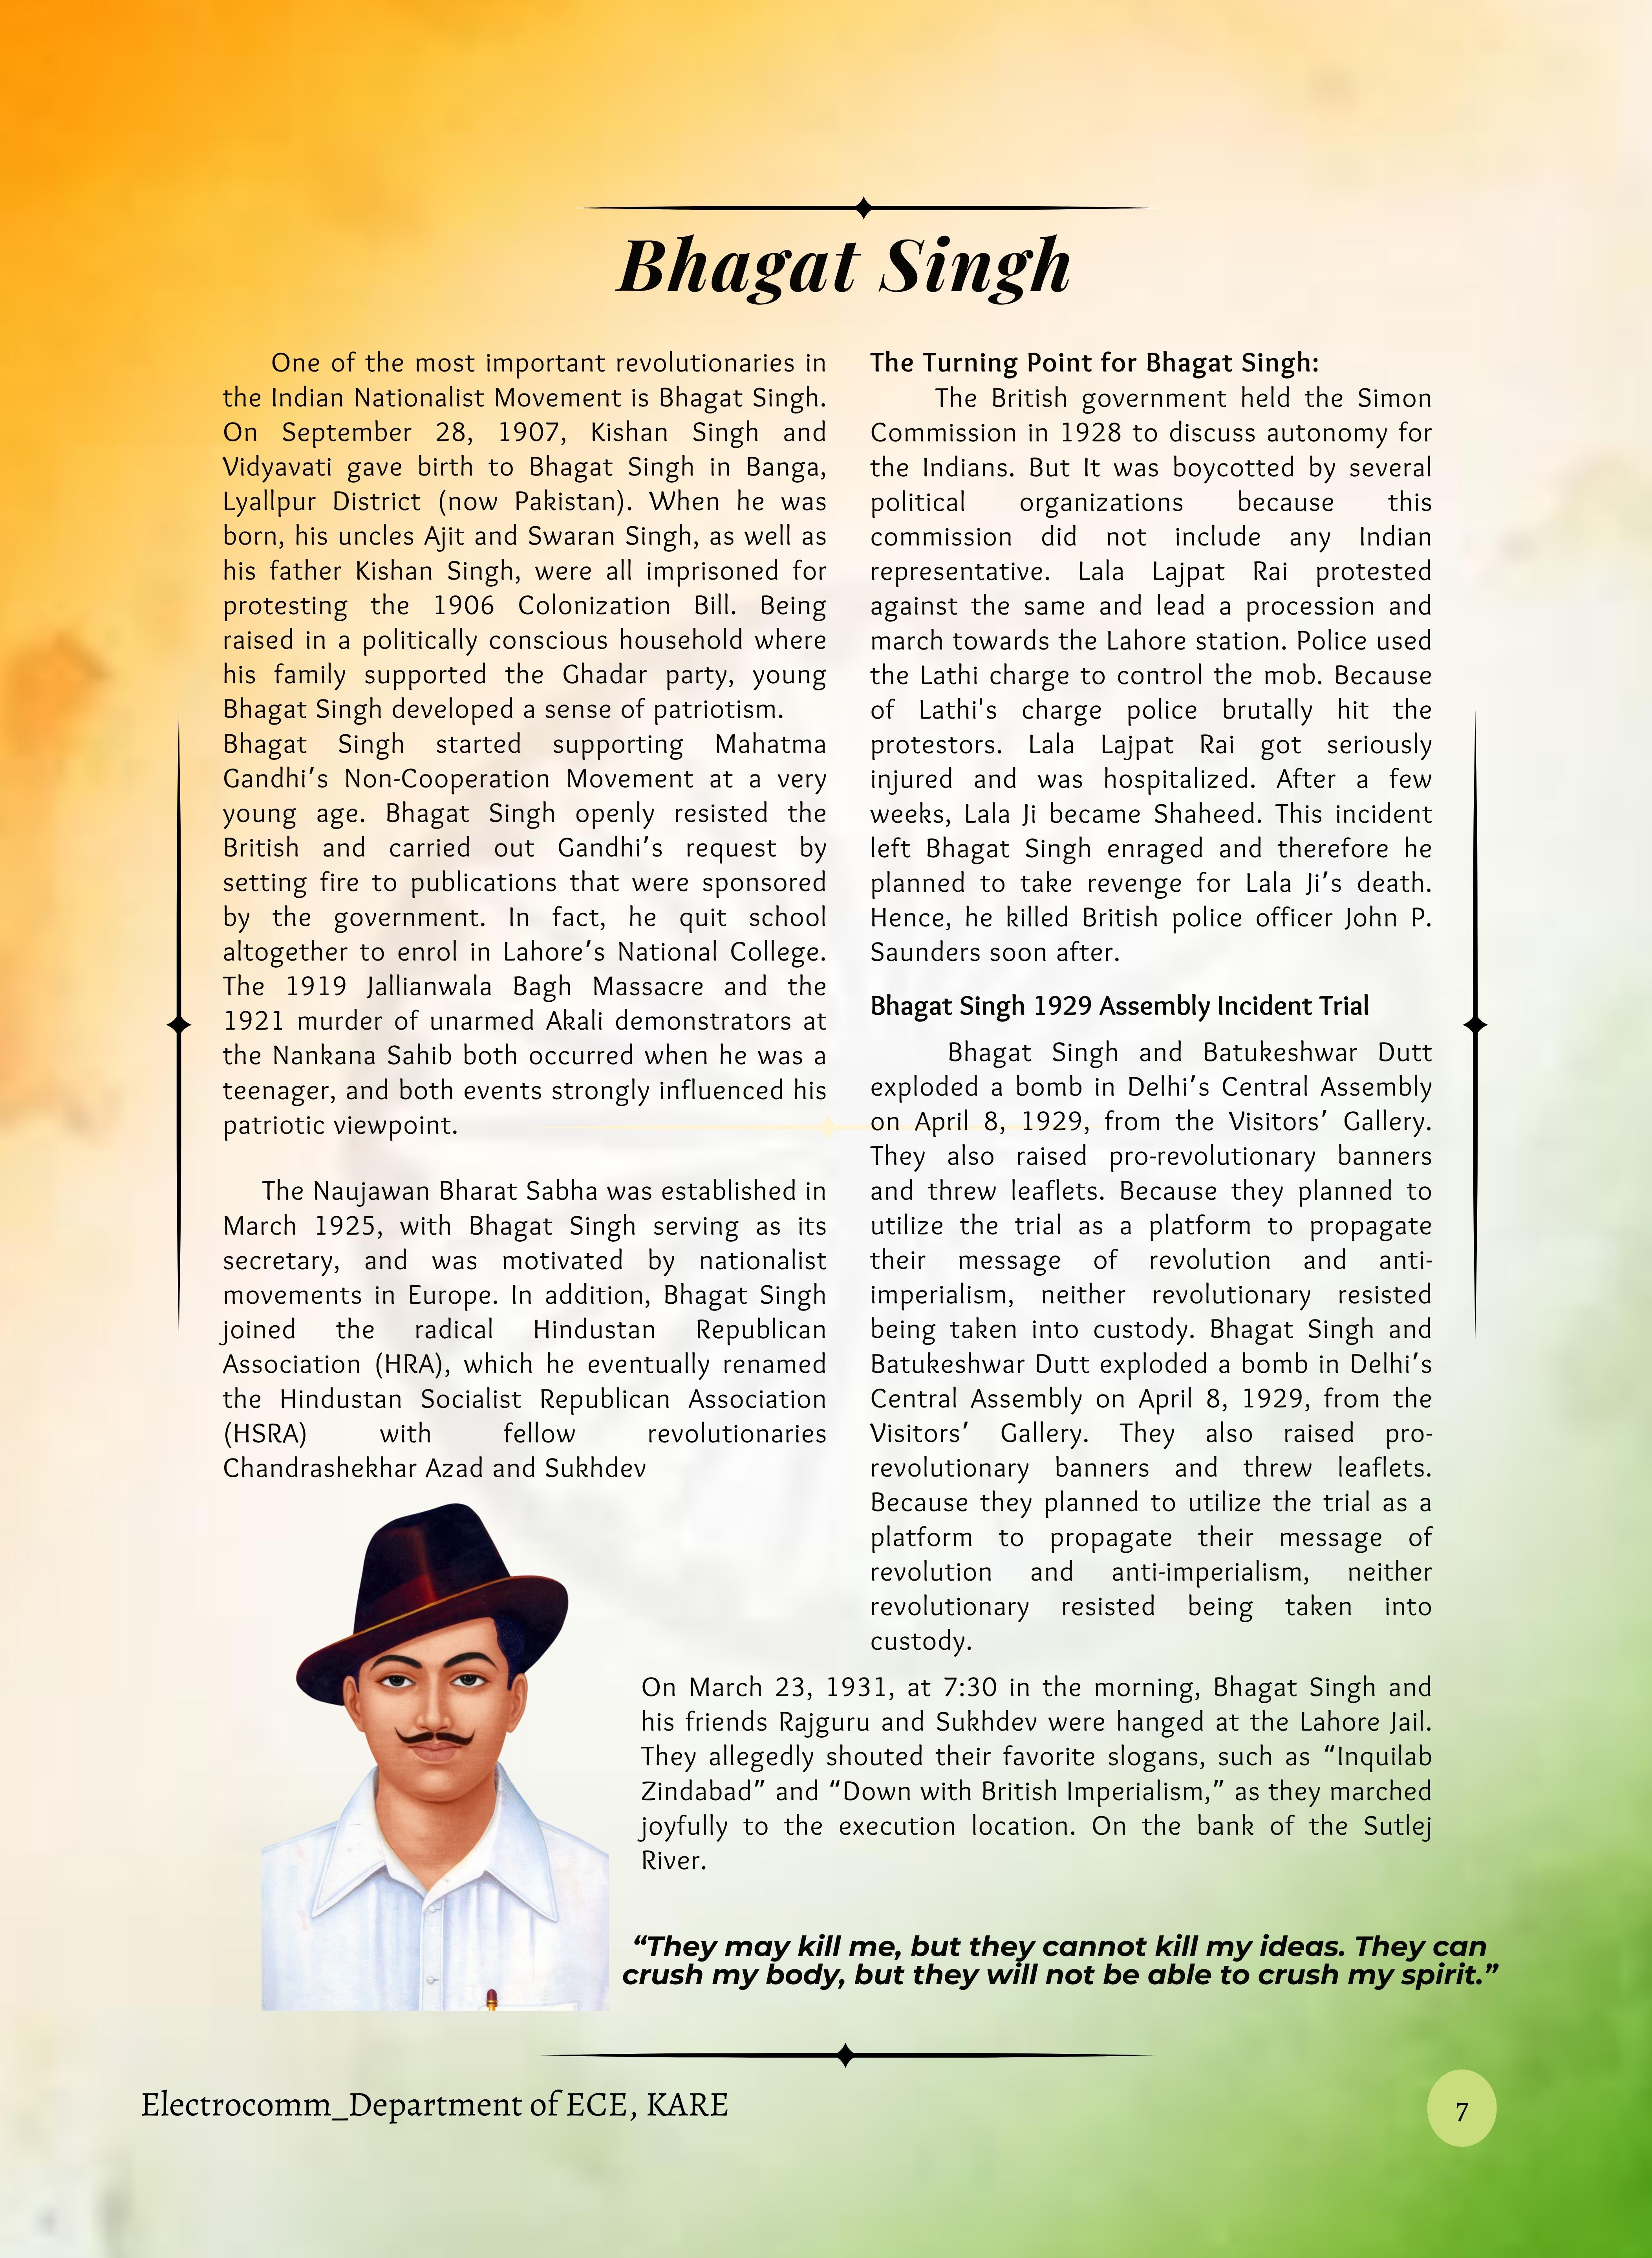 Bhagat Singh
One of the most important revolutionaries in
the Indian Nationalist Movement is Bhagat Singh.
On September 28, 1907, Kishan Singh and
Vidyavati gave birth to Bhagat Singh in Banga,
Lyallpur District (now Pakistan). When he was
born, his uncles Ajit and Swaran Singh, as well as
his father Kishan Singh, were all imprisoned for
protesting the 1906 Colonization Bill. Being
raised in a politically conscious household where
his family supported the Ghadar party, young
Bhagat Singh developed a sense of patriotism.
Bhagat Singh started supporting Mahatma
Gandhi’s Non-Cooperation Movement at a very
young age. Bhagat Singh openly resisted the
British and carried out Gandhi’s request by
setting fire to publications that were sponsored
by the government. In fact, he quit school
altogether to enrol in Lahore’s National College.
The 1919 Jallianwala Bagh Massacre and the
1921 murder of unarmed Akali demonstrators at
the Nankana Sahib both occurred when he was a
teenager, and both events strongly influenced his
patriotic viewpoint.
The Naujawan Bharat Sabha was established in
March 1925, with Bhagat Singh serving as its
secretary, and was motivated by nationalist
movements in Europe. In addition, Bhagat Singh
joined the radical Hindustan Republican
Association (HRA), which he eventually renamed
the Hindustan Socialist Republican Association
(HSRA) with fellow revolutionaries
Chandrashekhar Azad and Sukhdev
The Turning Point for Bhagat Singh:
The British government held the Simon
Commission in 1928 to discuss autonomy for
the Indians. But It was boycotted by several
political organizations because this
commission did not include any Indian
representative. Lala Lajpat Rai protested
against the same and lead a procession and
march towards the Lahore station. Police used
the Lathi charge to control the mob. Because
of Lathi's charge police brutally hit the
protestors. Lala Lajpat Rai got seriously
injured and was hospitalized. After a few
weeks, Lala Ji became Shaheed. This incident
left Bhagat Singh enraged and therefore he
planned to take revenge for Lala Ji’s death.
Hence, he killed British police officer John P.
Saunders soon after.
Bhagat Singh 1929 Assembly Incident Trial
Bhagat Singh and Batukeshwar Dutt
exploded a bomb in Delhi’s Central Assembly
on April 8, 1929, from the Visitors’ Gallery.
They also raised pro-revolutionary banners
and threw leaflets. Because they planned to
utilize the trial as a platform to propagate
their message of revolution and anti-
imperialism, neither revolutionary resisted
being taken into custody. Bhagat Singh and
Batukeshwar Dutt exploded a bomb in Delhi’s
Central Assembly on April 8, 1929, from the
Visitors’ Gallery. They also raised pro-
revolutionary banners and threw leaflets.
Because they planned to utilize the trial as a
platform to propagate their message of
revolution and anti-imperialism, neither
revolutionary resisted being taken into
custody.
On March 23, 1931, at 7:30 in the morning, Bhagat Singh and
his friends Rajguru and Sukhdev were hanged at the Lahore Jail.
They allegedly shouted their favorite slogans, such as “Inquilab
Zindabad” and “Down with British Imperialism,” as they marched
joyfully to the execution location. On the bank of the Sutlej
River.
“They may kill me, but they cannot kill my ideas. They can
crush my body, but they will not be able to crush my spirit.”
Electrocomm_Department of ECE, KARE
7